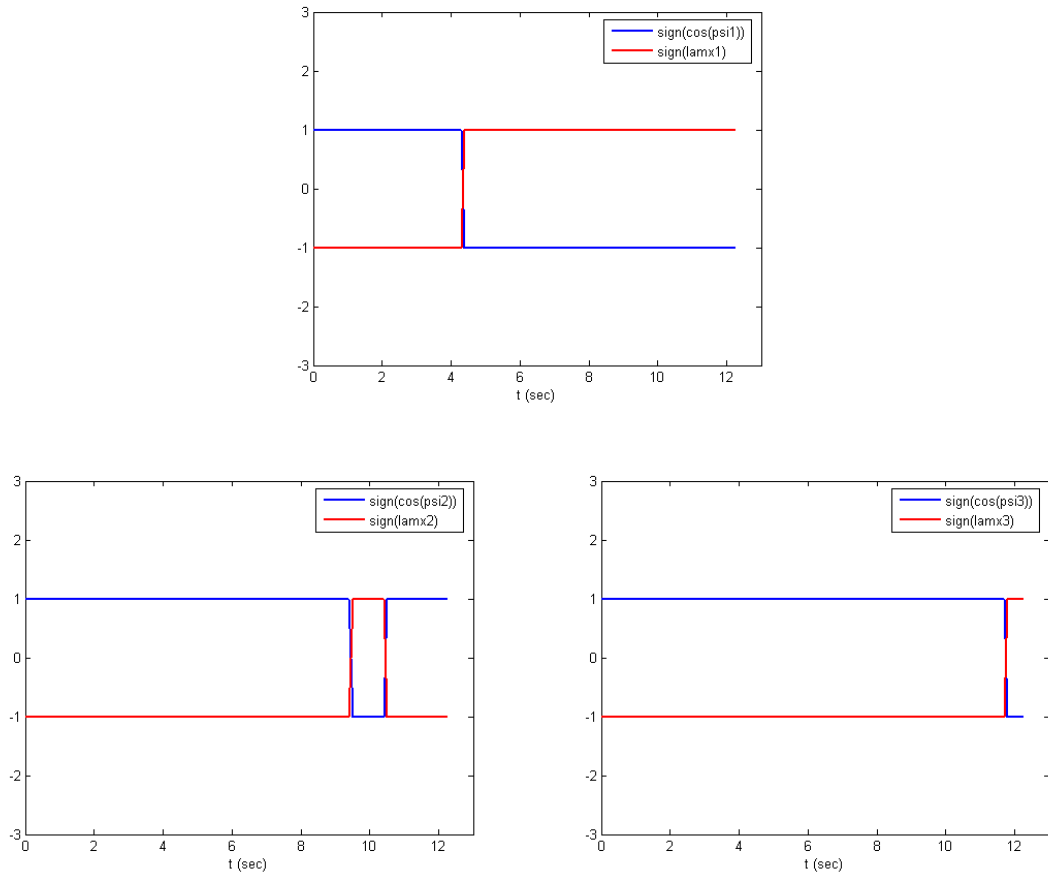 3
2
1
0
-1
-2
-3
0 2 4 6 8 10 12
t (sec)
sign(cos(psi1))
sign(lamx1)
3
2
1
0
-1
-2
-3
0 2 4 6 8 10 12
t (sec)
sign(cos(psi2))
sign(lamx2)
3
2
1
0
-1
-2
-3
0 2 4 6 8 10 12
t (sec)
sign(cos(psi3))
sign(lamx3)